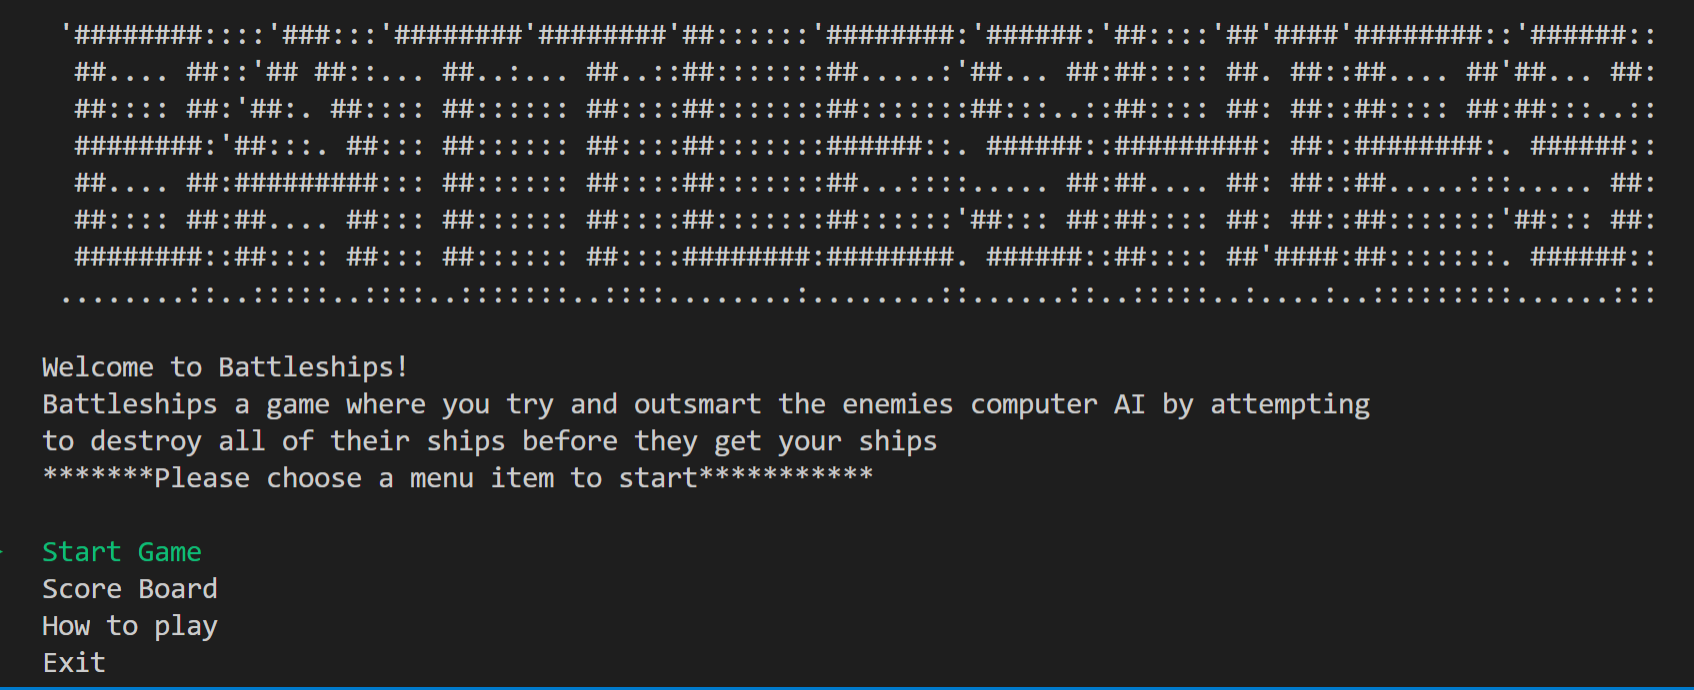 '########::::'###:::'########'########'##::::::'########:'######:'##::::'##'####'########::'######::
##.... ##::'## ##::... ##..:... ##..::##:::::::##.....:'##... ##:##:::: ##. ##::##.... ##'##... ##:
##:::: ##:'##:. ##:::: ##:::::: ##::::##:::::::##:::::::##:::..::##:::: ##: ##::##:::: ##:##:::..::
########:'##:::. ##::: ##:::::: ##::::##:::::::######::. ######::#########: ##::########:. ######::
##.... ##:#########::: ##:::::: ##::::##:::::::##...::::..... ##:##.... ##: ##::##.....:::..... ##:
##:::: ##:##.... ##::: ##:::::: ##::::##:::::::##::::::'##::: ##:##:::: ##: ##::##:::::::'##::: ##:
########::##:::: ##::: ##:::::: ##::::########:########. ######::##:::: ##'####:##:::::::. ######::
........::..:::::..::::..:::::::..::::........:........::......::..:::::..:....:..:::::::::......:::
Welcome to Battleships!
Battleships a game where you try and outsmart the enemies computer AI by attempting
to destroy all of their ships before they get your ships
*******Please choose a menu item to start***********
Start Game
Score Board
How to play
Exit